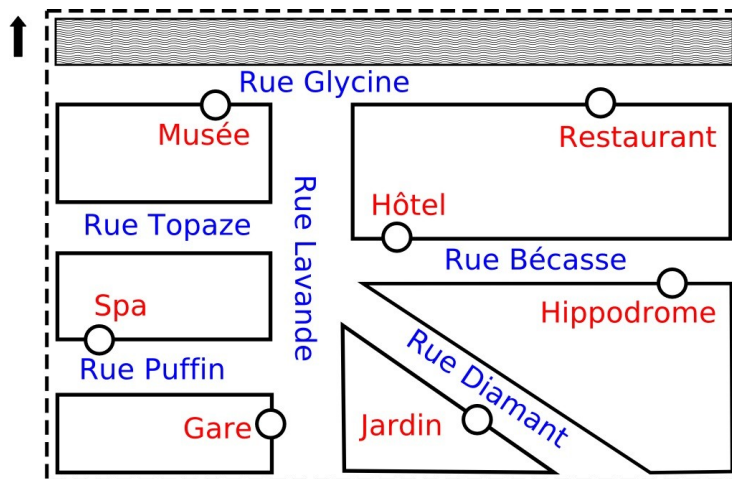 Rue Glycine
Musée
Restaurant
Rue Lavande
Hôtel
Rue Topaze
Rue Bécasse
Spa
Hippodrome
Rue Puffin
Rue Diamant
Gare
Jardin